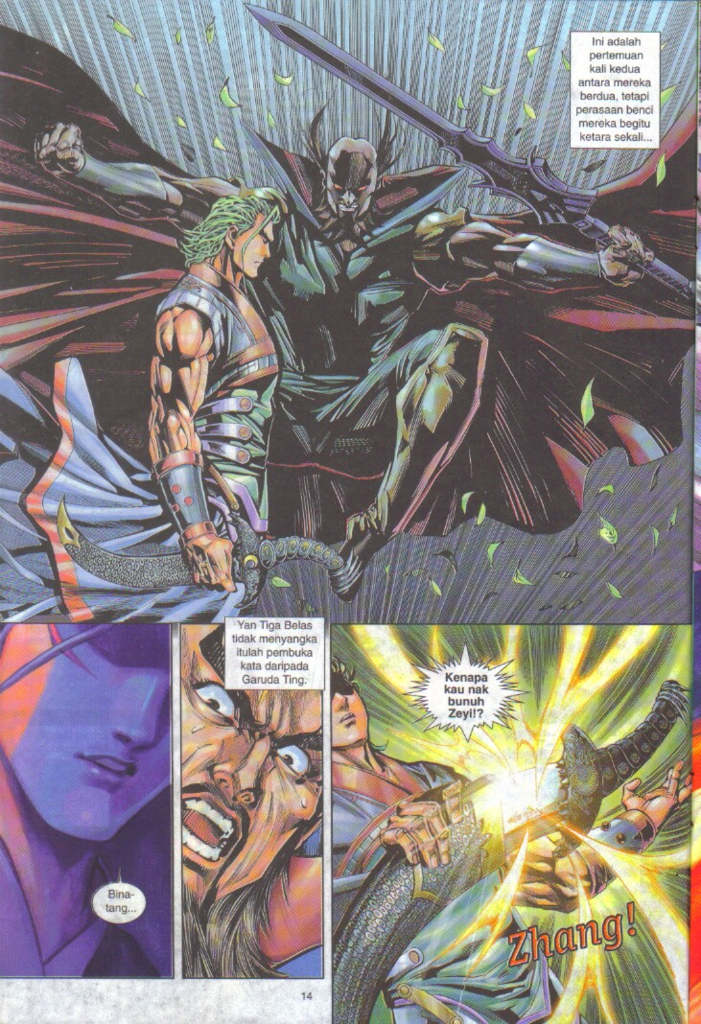 Ini adalah
pertemuan
kali kedua
antara mereka
berdua, tetapi
perasaan benci
mereka begitu
ketara sekali...
Yan Tiga Belas
tidak menyangka
itulah pembuka
kata daripada
Garuda Ting.
Bina-
tang...
Kenapa
kau nak
bunuh
Zeyi!?
Zhang!
14